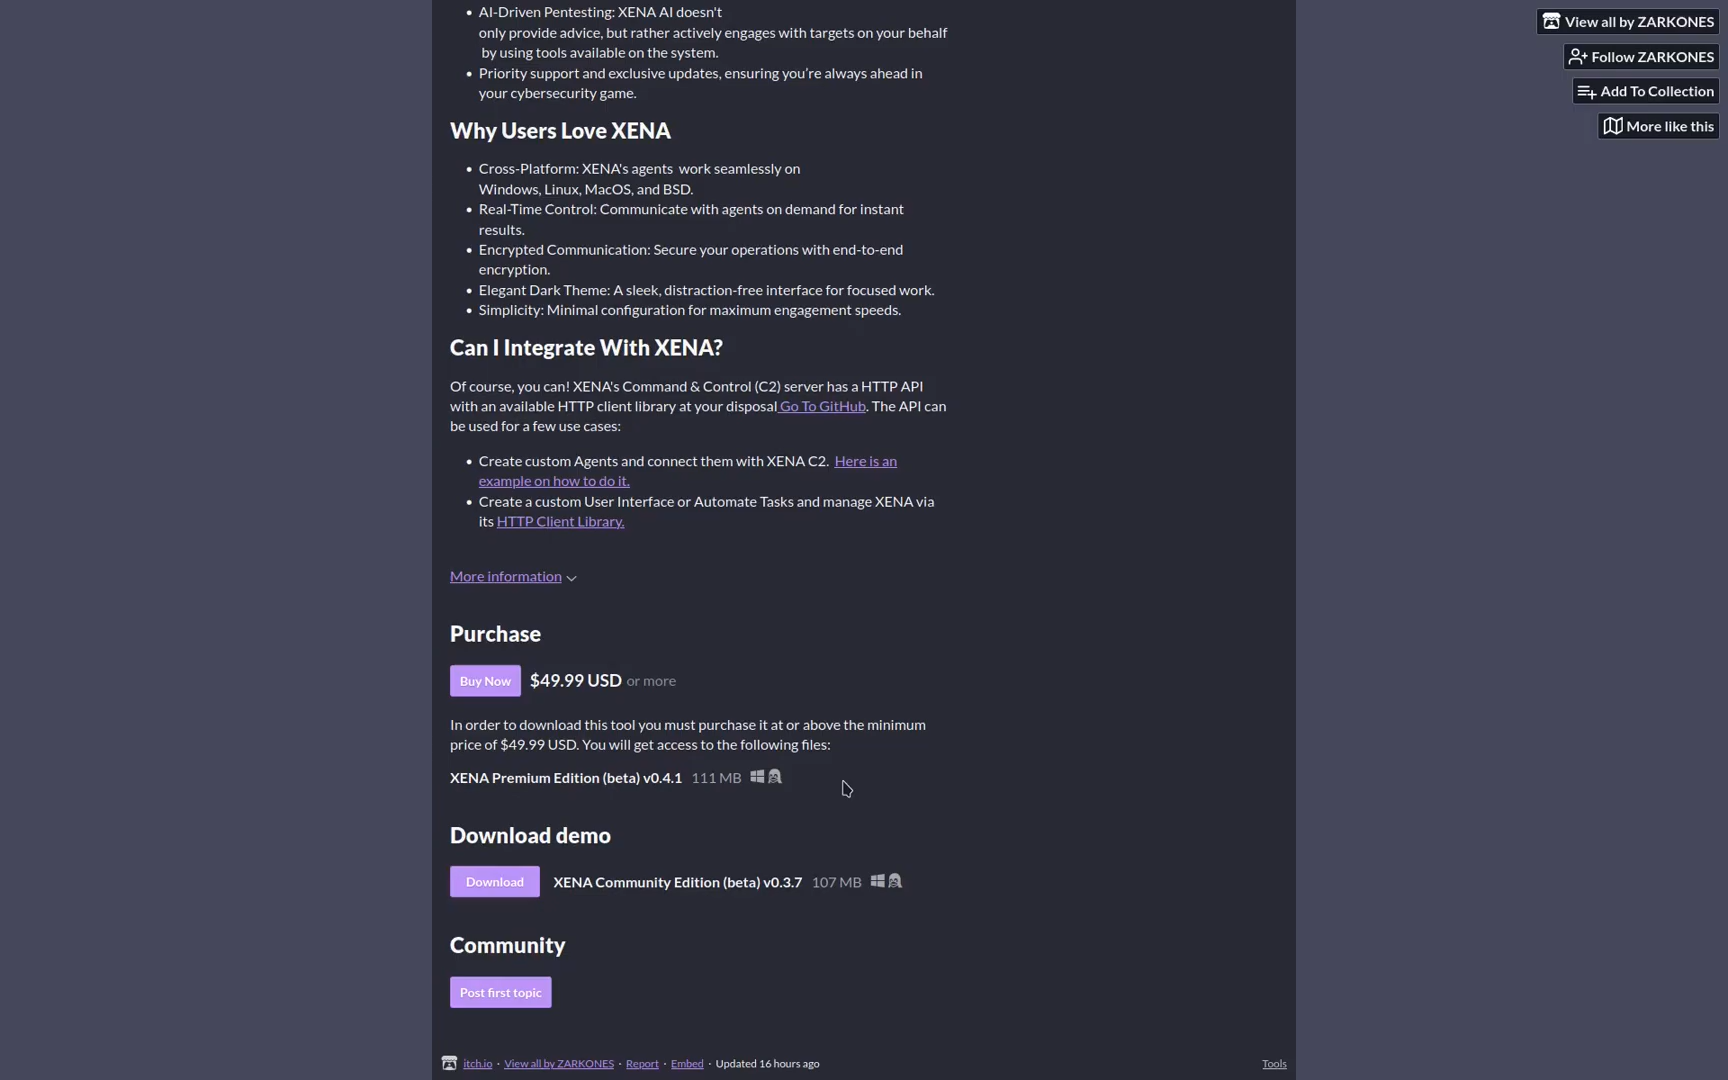 AI-Driven Pentesting: XENA AI doesn't
only provide advice, but rather actively engages with targets on your behalf
by using tools available on the system.
Priority support and exclusive updates, ensuring you’re always ahead in
your cybersecurity game.
Why Users Love XENA
Cross-Platform: XENA's agents  work seamlessly on
Windows, Linux, MacOS, and BSD.
Real-Time Control: Communicate with agents on demand for instant
results.
Encrypted Communication: Secure your operations with end-to-end
encryption.
Elegant Dark Theme: A sleek, distraction-free interface for focused work.
Simplicity: Minimal configuration for maximum engagement speeds.
Can I Integrate With XENA?
Of course, you can! XENA's Command & Control (C2) server has a HTTP API
with an available HTTP client library at your disposal Go To GitHub. The API can
be used for a few use cases:
Create custom Agents and connect them with XENA C2.  Here is an
example on how to do it.
Create a custom User Interface or Automate Tasks and manage XENA via
its HTTP Client Library.
More information
Purchase
Buy Now $49.99 USD or more
In order to download this tool you must purchase it at or above the minimum
price of $49.99 USD. You will get access to the following files:
XENA Premium Edition (beta) v0.4.1 111 MB
Download demo
Download XENA Community Edition (beta) v0.3.7 107 MB
Community
Post first topic
itch.io · View all by ZARKONES · Report · Embed · Updated 16 hours ago
Tools
View all by ZARKONES
Follow ZARKONES
Add To Collection
More like this